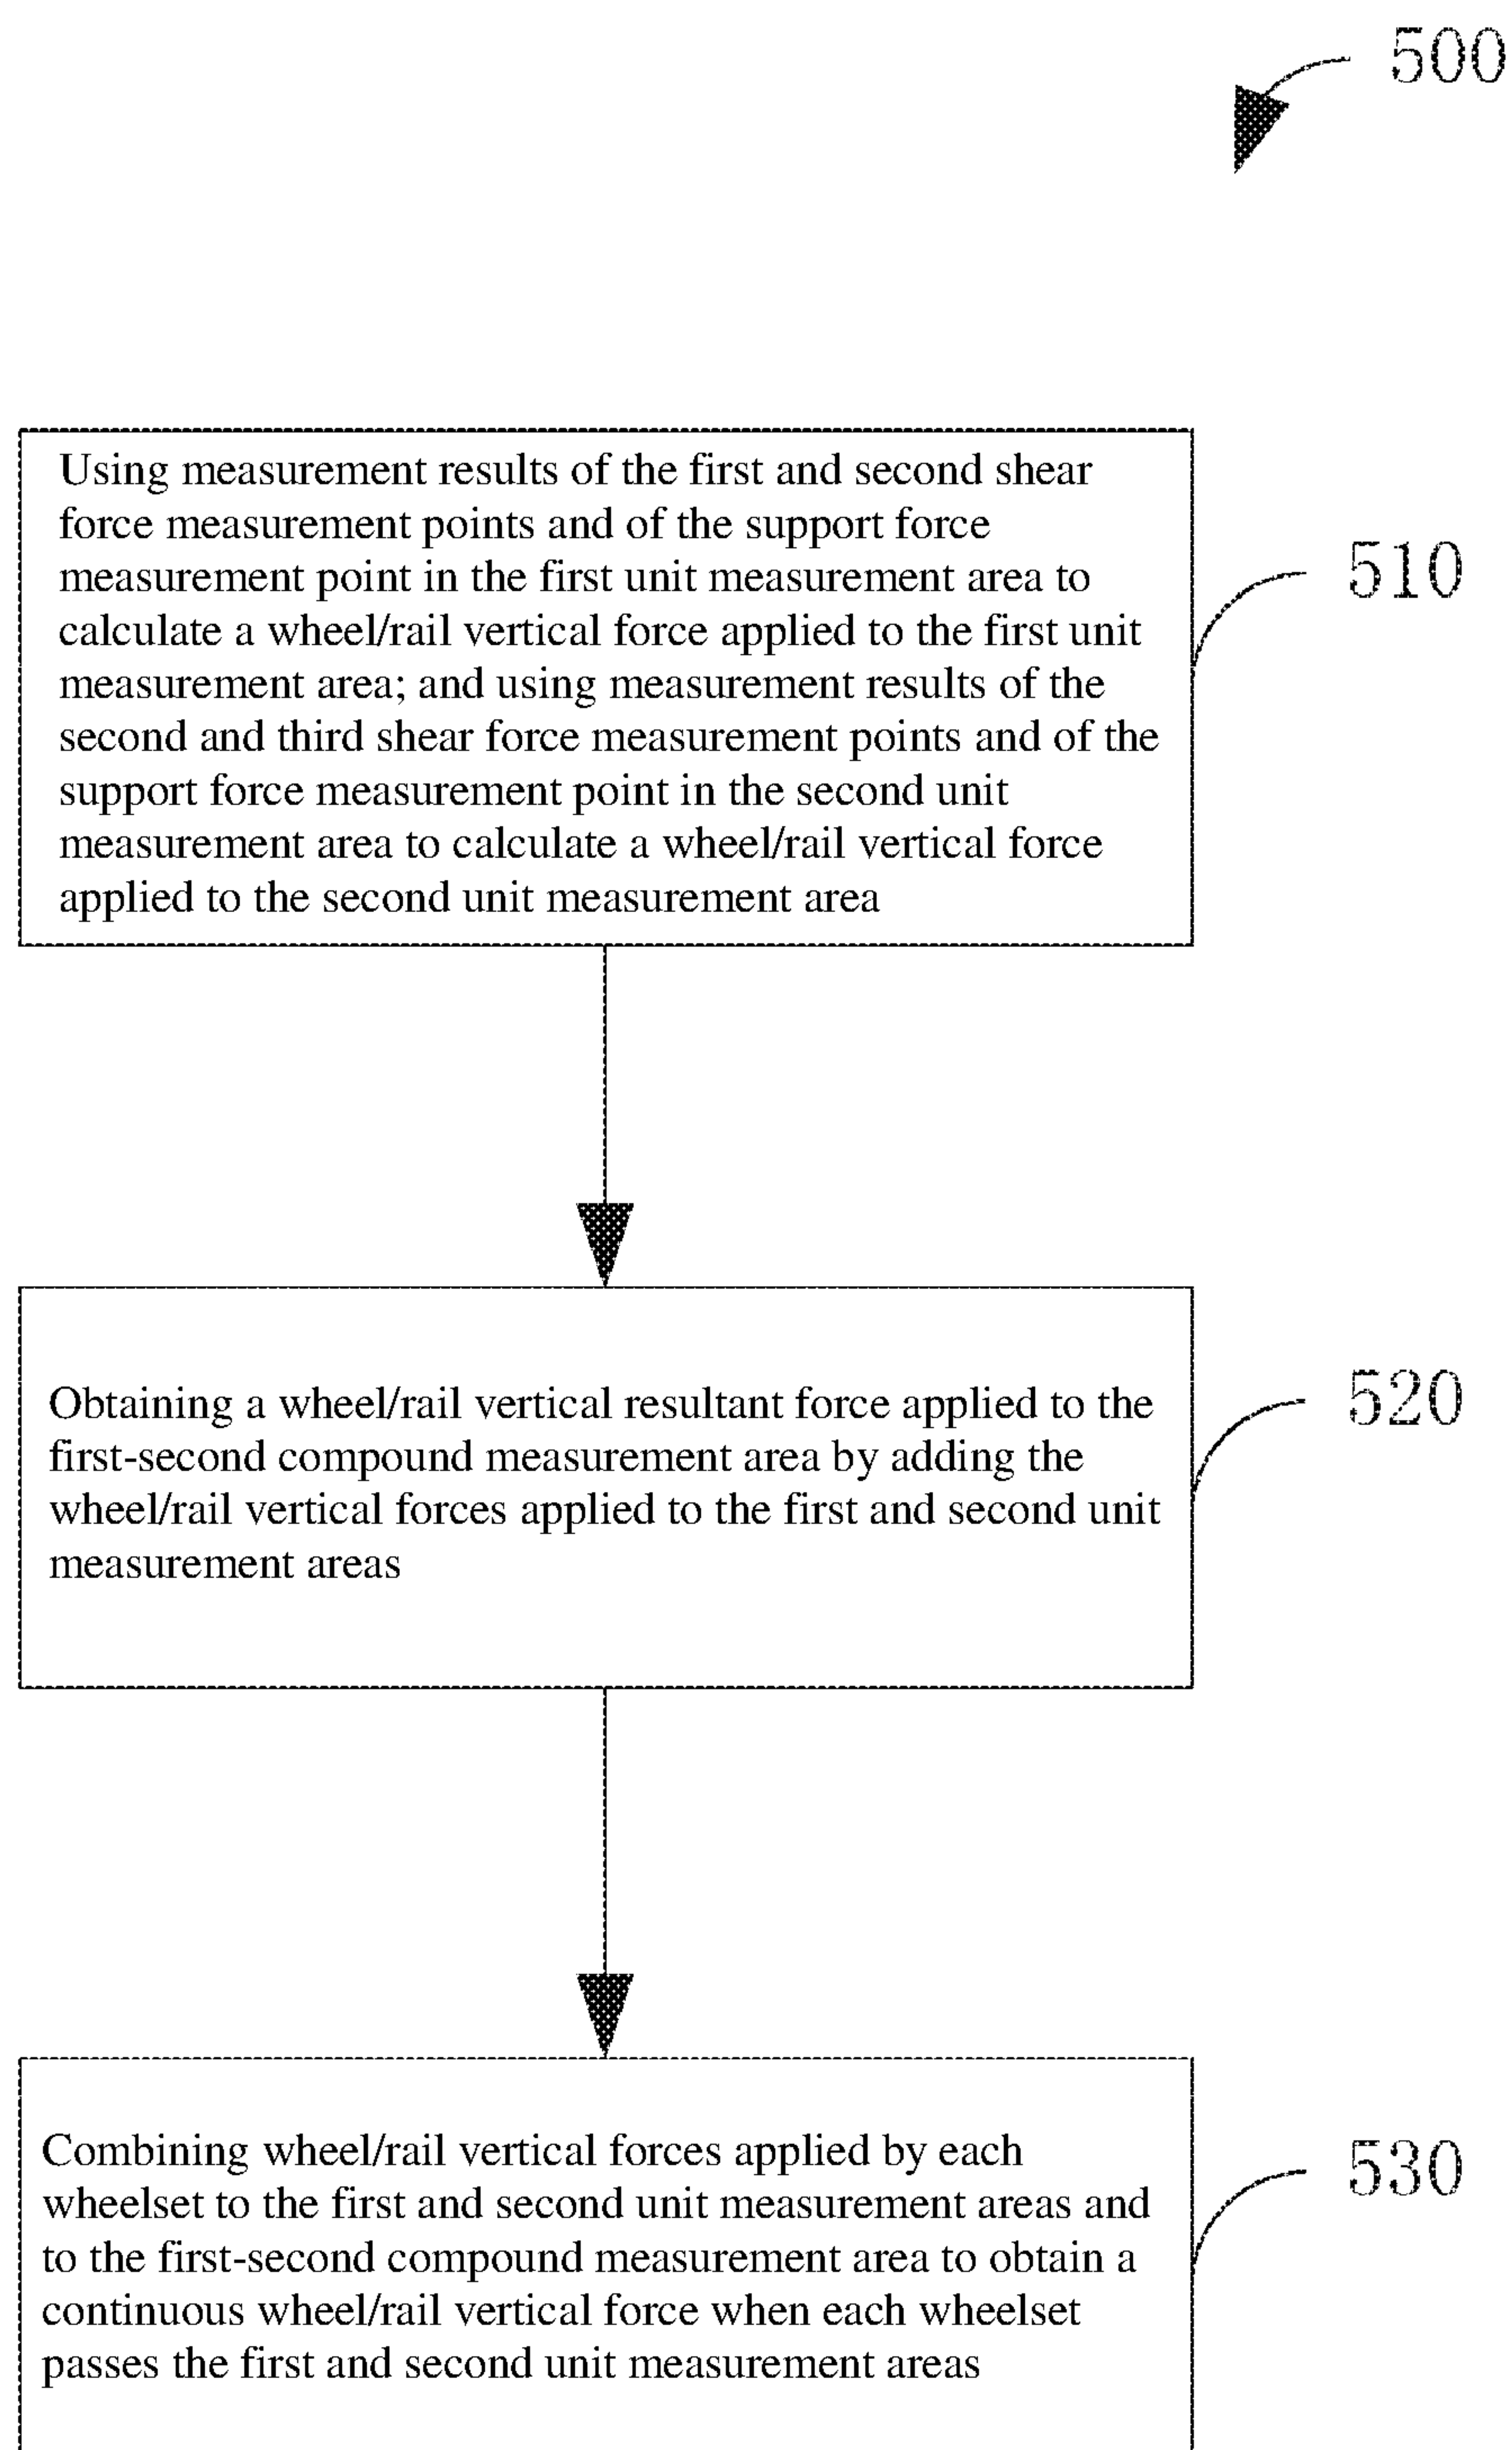 500
Using measurement results of the first and second shear
force measurement points and of the support force
measurement point in the first unit measurement area to
calculate a wheel/rail vertical force applied to the first unit
measurement area; and using measurement results of the
second and third shear force measurement points and of the
support force measurement point in the second unit
measurement area to calculate a wheel/rail vertical force
applied to the second unit measurement area
510
Obtaining a wheel/rail vertical resultant force applied to the
first-second compound measurement area by adding the
wheel/rail vertical forces applied to the first and second unit
measurement areas
520
Combining wheel/rail vertical forces applied by each
wheelset to the first and second unit measurement areas and
to the first-second compound measurement area to obtain a
continuous wheel/rail vertical force when each wheelset
passes the first and second unit measurement areas
530